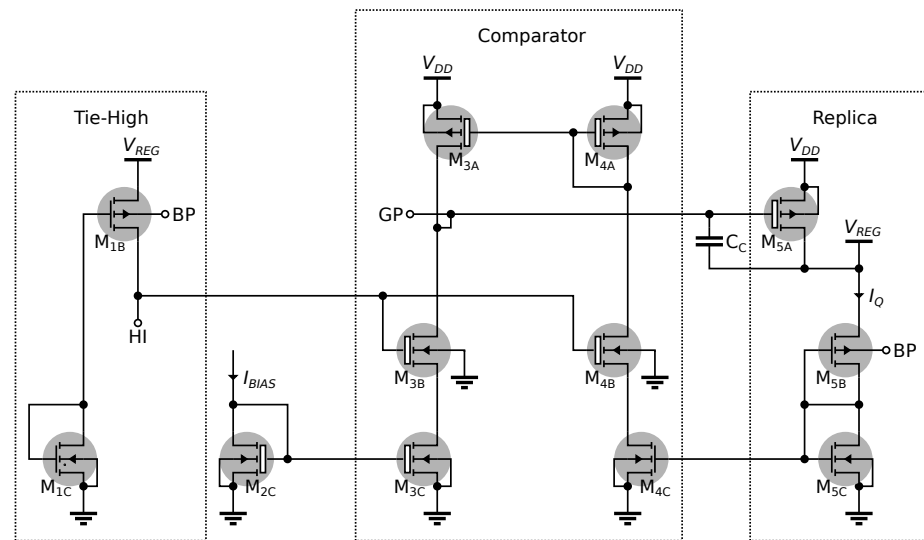 Comparator
V_DD
V_DD
Tie-High
Replica
V_REG
V_DD
M_3A
M_4A
BP
GP
M_1B
C_C
M_5A
V_REG
I_Q
HI
M_3B
M_4B
BP
M_5B
I_BIAS
M_1C
M_2C
M_3C
M_4C
M_5C